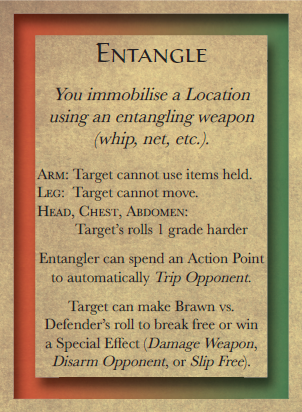 ENTANGLE
You immobilise a Location
using an entangling weapon
(whip, net, etc.).
ARM: Target cannot use items held.
LEG: Target cannot move.
HEAD, CHEST, ABDOMEN:
Target's rolls 1 grade harder
Entangler can spend an Action Point
to automatically Trip Opponent.
Target can make Brawn vs.
Defender's roll to break free or win
a Special Effect (Damage Weapon,
Disarm Opponent, or Slip Free).